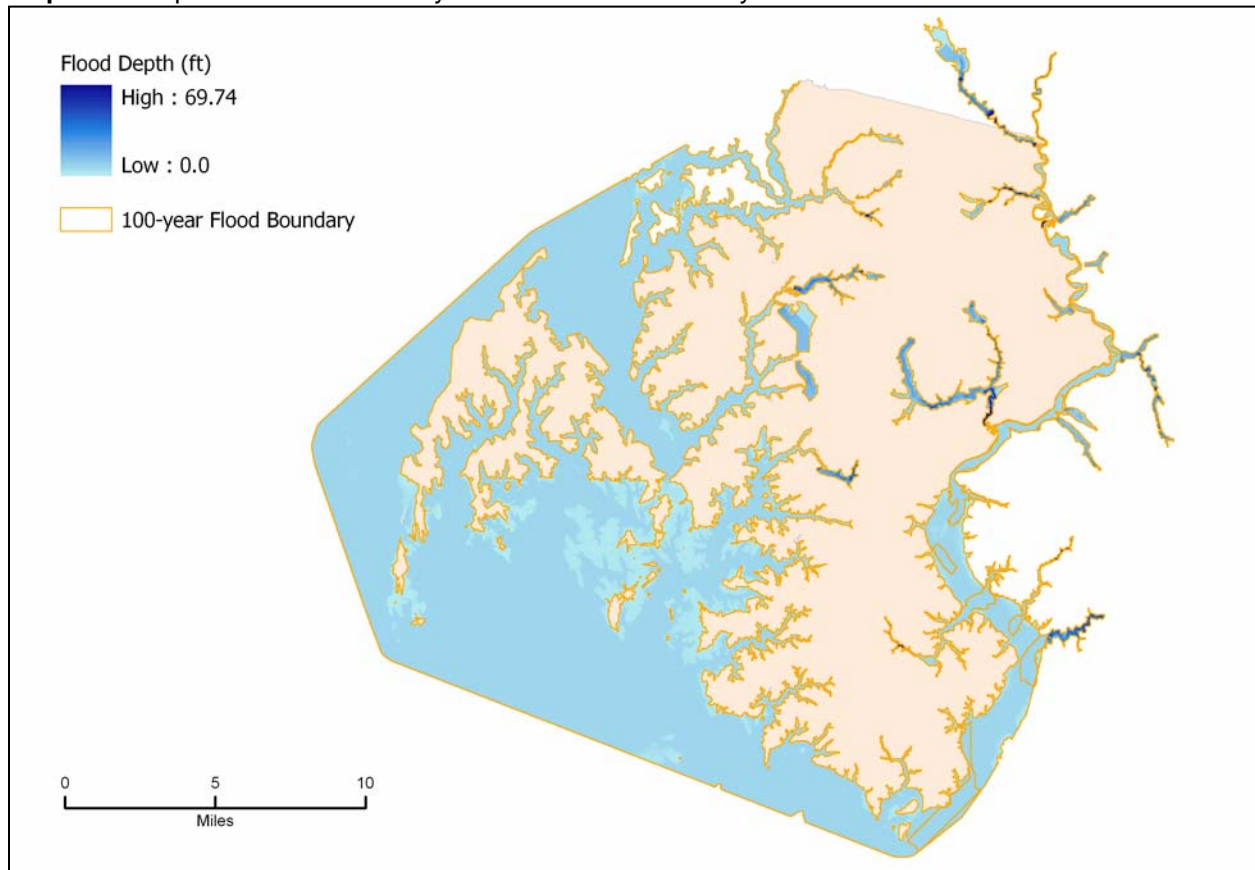 Flood Depth (ft)
High : 69.74
Low : 0.0
100-year Flood Boundary
0 5 10
Miles